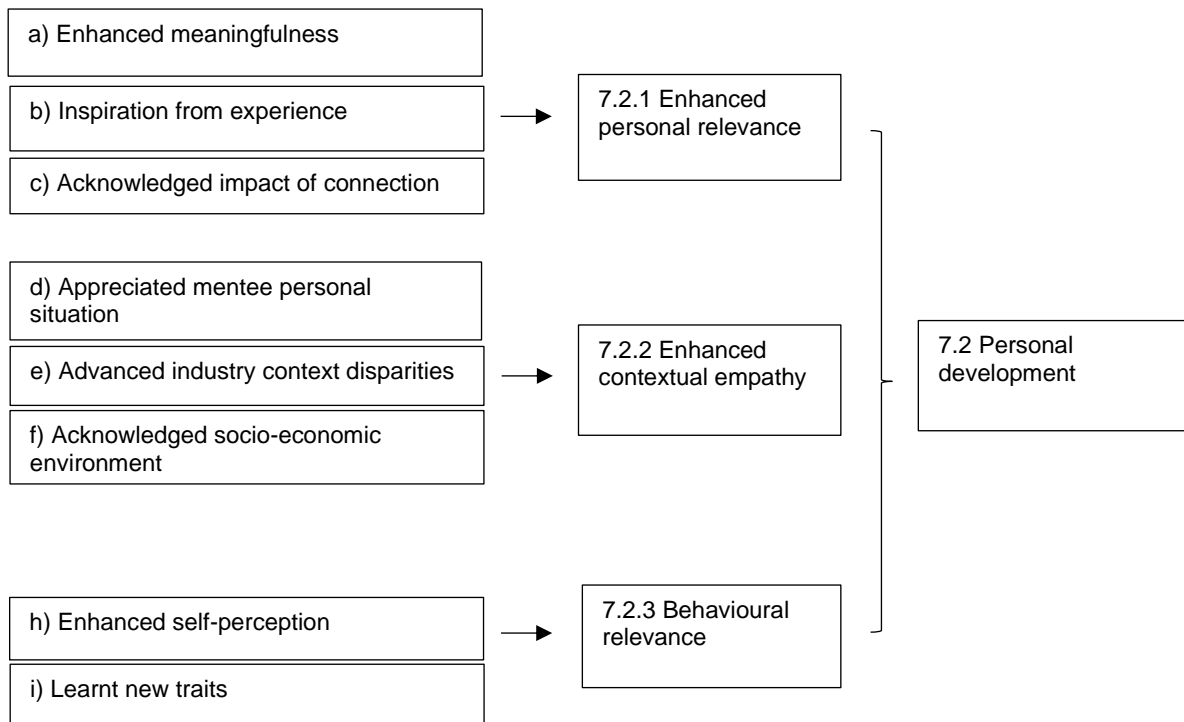 a) Enhanced meaningfulness
b) Inspiration from experience
c) Acknowledged impact of connection
7.2.1 Enhanced
personal relevance
d) Appreciated mentee personal
situation
e) Advanced industry context disparities
f) Acknowledged socio-economic
environment
7.2.2 Enhanced
contextual empathy
7.2 Personal
development
h) Enhanced self-perception
i) Learnt new traits
7.2.3 Behavioural
relevance